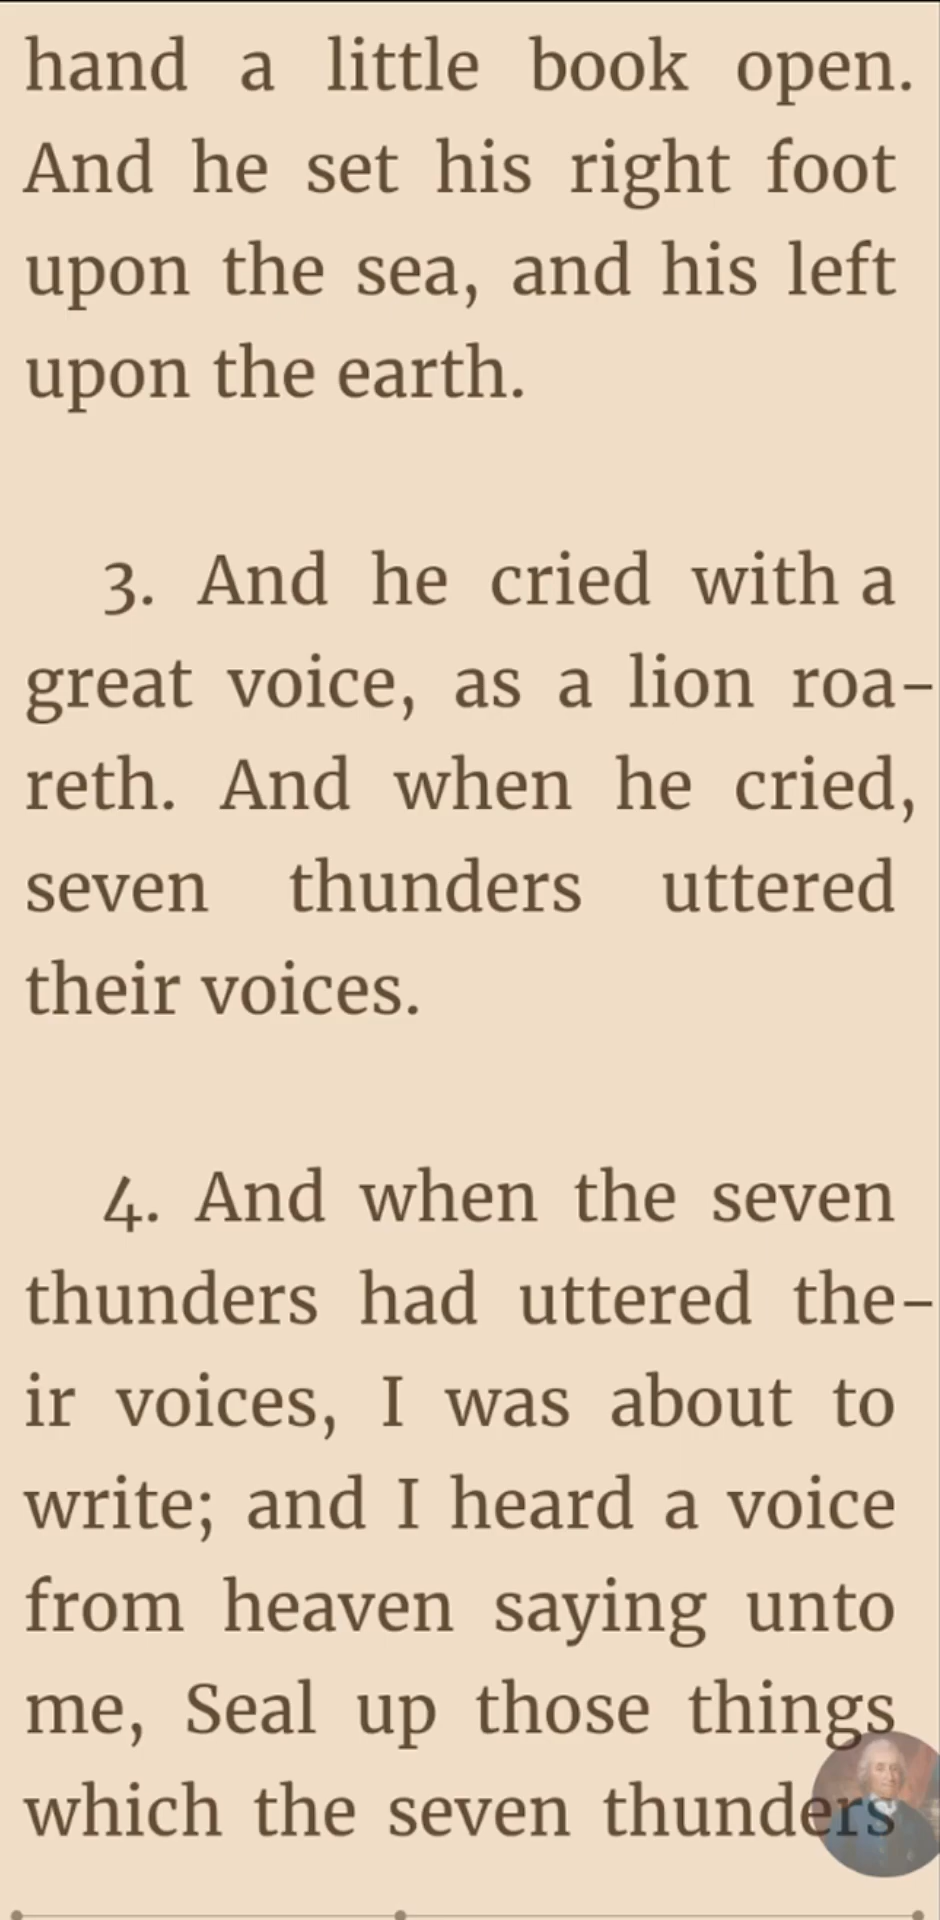 hand a little book open.
And he set his right foot
upon the sea, and his left
upon the earth.
3. And he cried with a
great voice, as a lion roa-
reth. And when he cried,
seven thunders uttered
their voices.
4. And when the seven
thunders had uttered the-
ir voices, I was about to
write; and I heard a voice
from heaven saying unto
me, Seal up those things
which the seven thunders